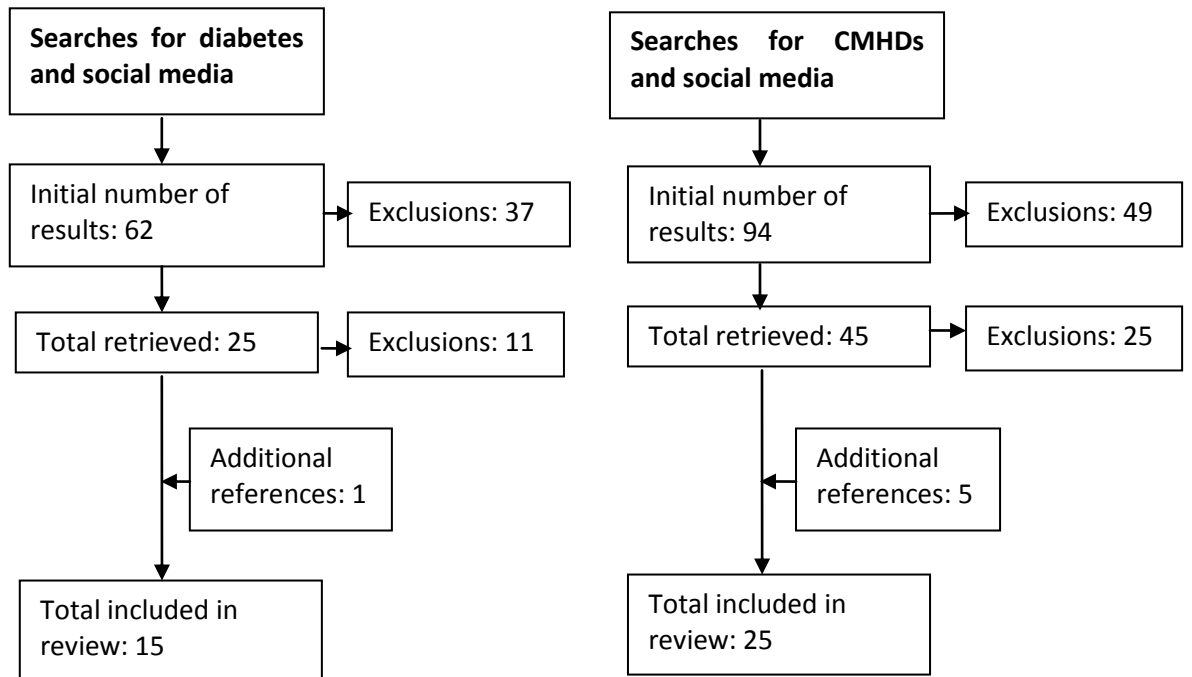 Searches for diabetes
and social media
Initial number of
results: 62
Exclusions: 37
Total retrieved: 25
Exclusions: 11
Additional
references: 1
Total included in
review: 15
Searches for CMHDs
and social media
Initial number of
results: 94
Exclusions: 49
Total retrieved: 45
Exclusions: 25
Additional
references: 5
Total included in
review: 25